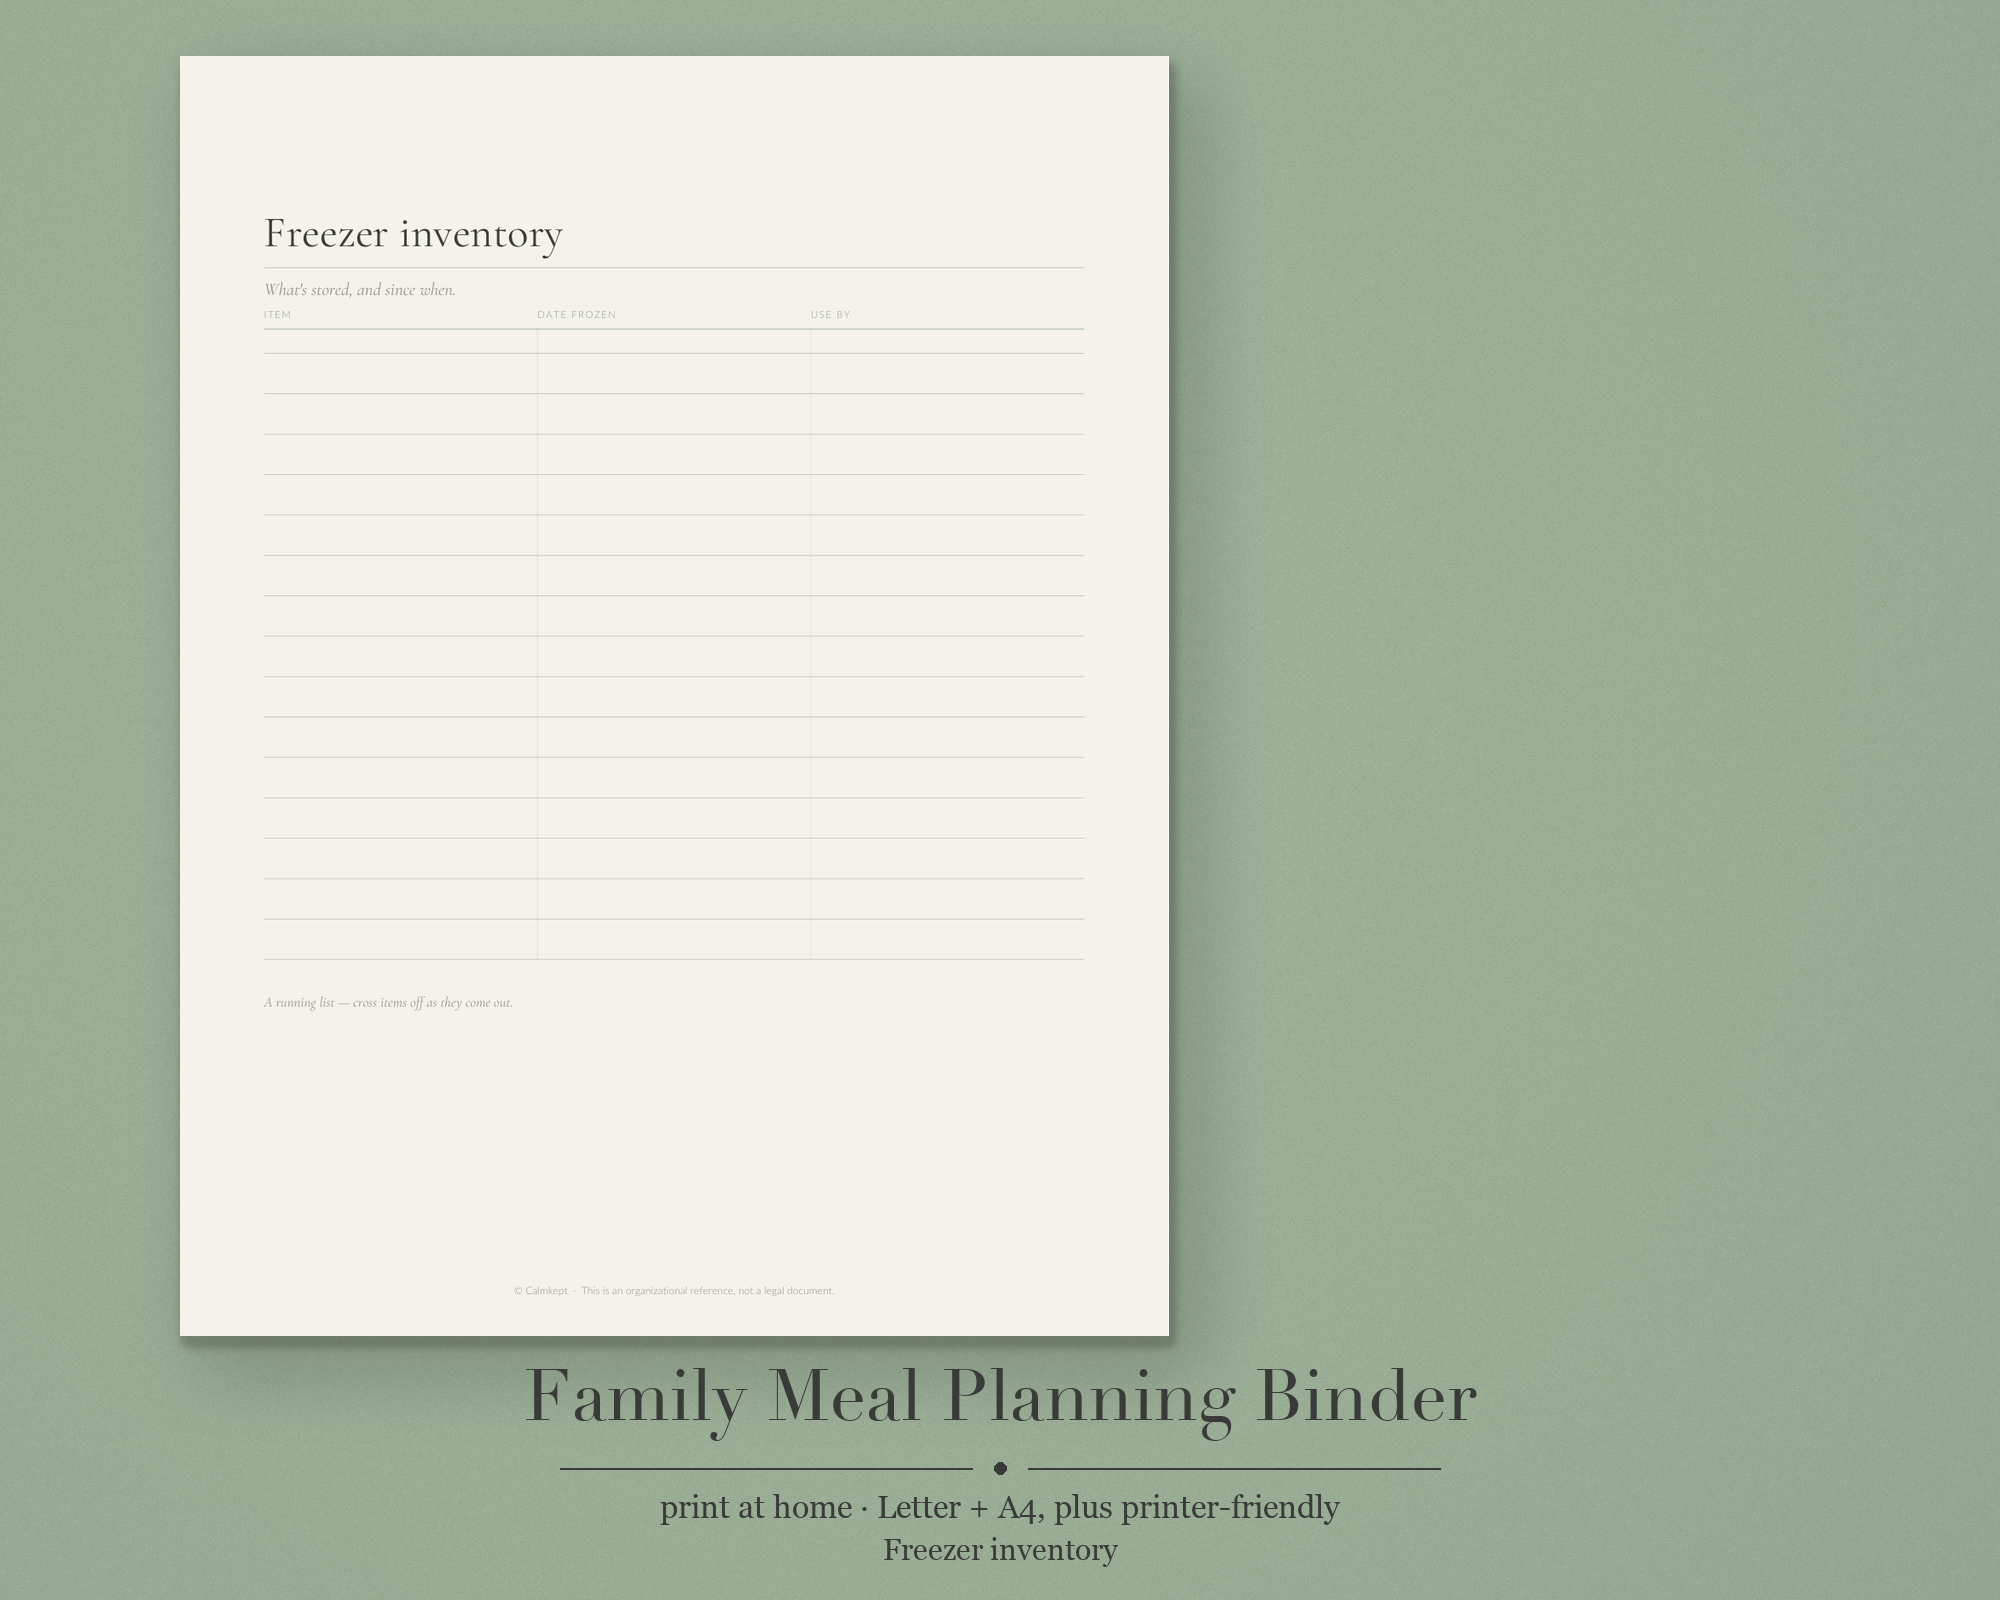 Freezer inventory
What's stored, and since when.
ITEM DATE FROZEN USE BY
A running list — cross items off as they come out.
© Calmkept · This is an organizational reference, not a legal document.
Family Meal Planning Binder
print at home · Letter + A4, plus printer-friendly
Freezer inventory